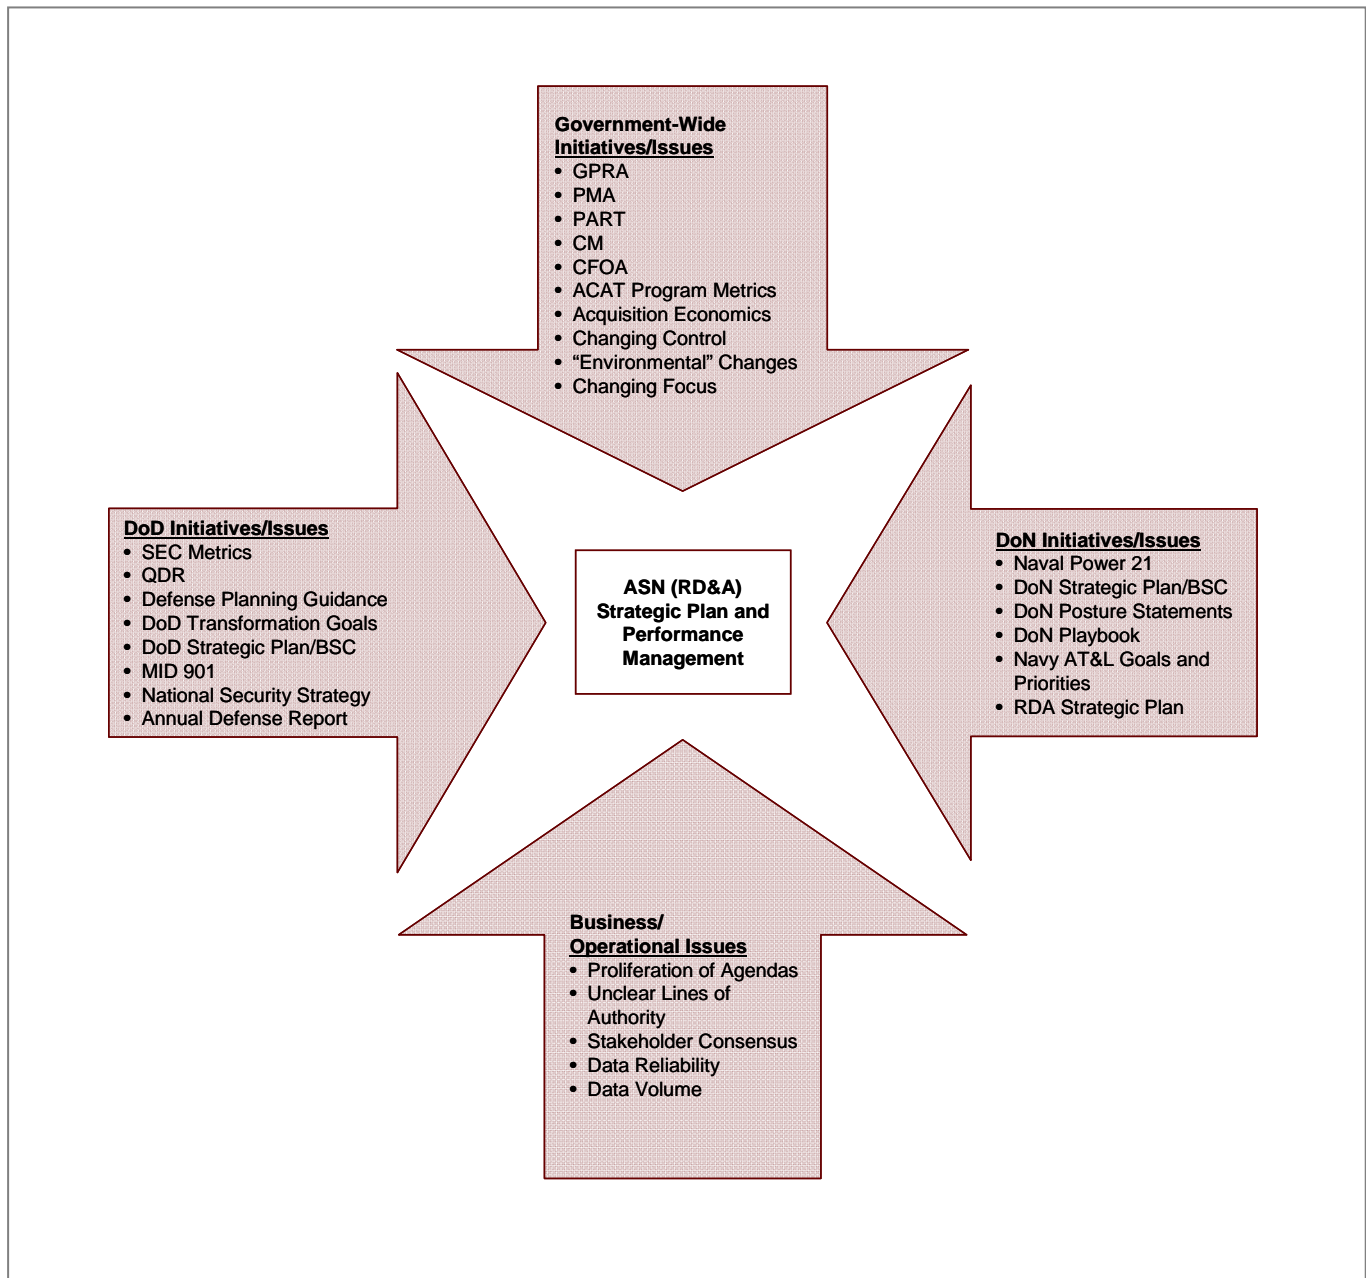 Government-Wide
Initiatives/Issues
• GPRA
• PMA
• PART
• CM
• CFOA
• ACAT Program Metrics
• Acquisition Economics
• Changing Control
• “Environmental” Changes
• Changing Focus
DoD Initiatives/Issues
• SEC Metrics
• QDR
• Defense Planning Guidance
• DoD Transformation Goals
• DoD Strategic Plan/BSC
• MID 901
• National Security Strategy
• Annual Defense Report
ASN (RD&A)
Strategic Plan and
Performance
Management
DoN Initiatives/Issues
• Naval Power 21
• DoN Strategic Plan/BSC
• DoN Posture Statements
• DoN Playbook
• Navy AT&L Goals and
Priorities
• RDA Strategic Plan
Business/
Operational Issues
• Proliferation of Agendas
• Unclear Lines of
Authority
• Stakeholder Consensus
• Data Reliability
• Data Volume